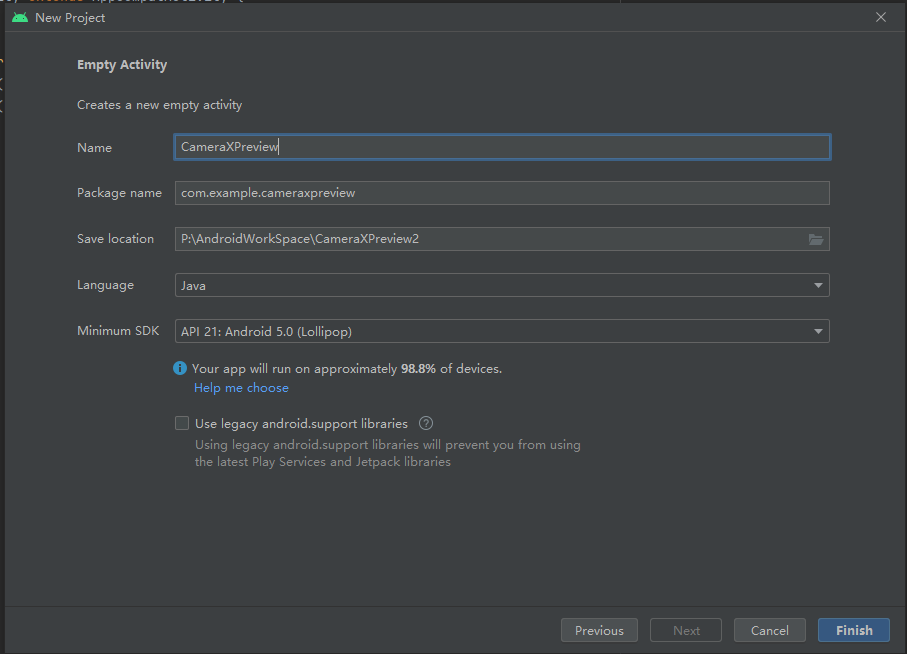 New Project
Empty Activity
Creates a new empty activity
Name
CameraXPreview
Package name
com.example.cameraxpreview
Save location
P:\AndroidWorkSpace\CameraXPreview2
Language
Java
Minimum SDK
API 21: Android 5.0 (Lollipop)
Your app will run on approximately 98.8% of devices.
Help me choose
Use legacy android.support libraries
Using legacy android.support libraries will prevent you from using
the latest Play Services and Jetpack libraries
Previous
Next
Cancel
Finish